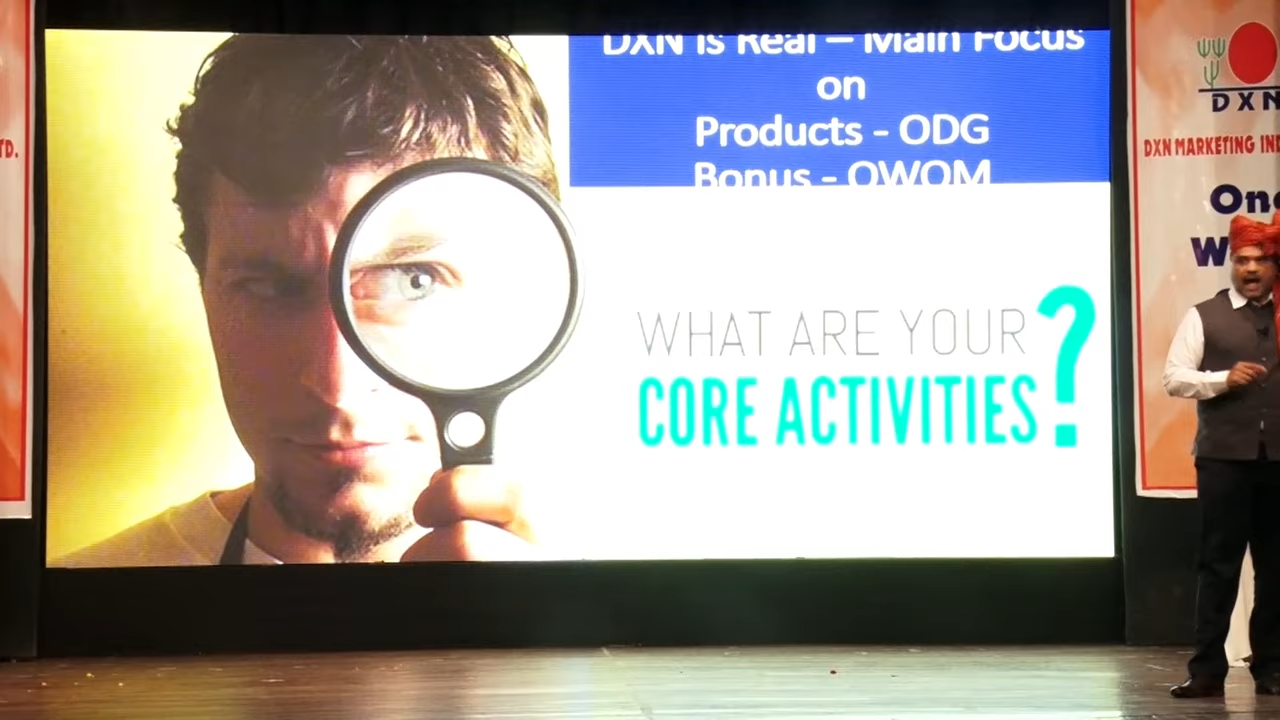 DXN is Real – Main Focus
on
Products - ODG
Bonus - OWOM
WHAT ARE YOUR
CORE ACTIVITIES?
TD.
DXN
DXN MARKETING IND